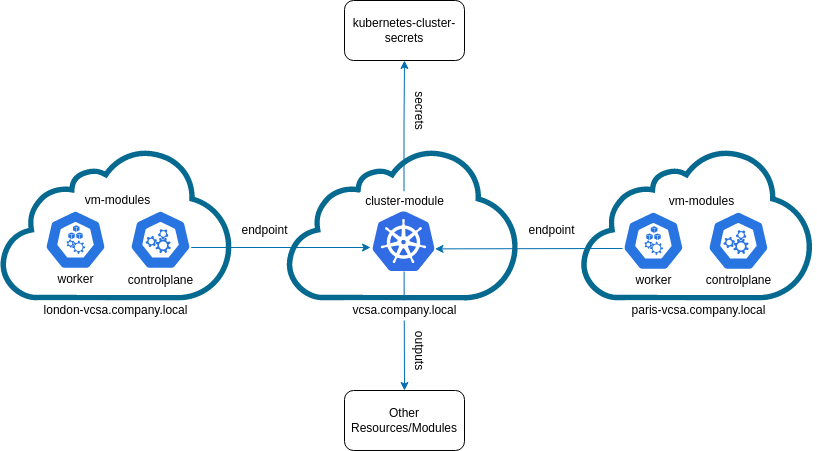 kubernetes-cluster-
secrets
secrets
vm-modules
cluster-module
vm-modules
endpoint
endpoint
worker
controlplane
worker
controlplane
london-vcsa.company.local
vcsa.company.local
paris-vcsa.company.local
outputs
Other
Resources/Modules